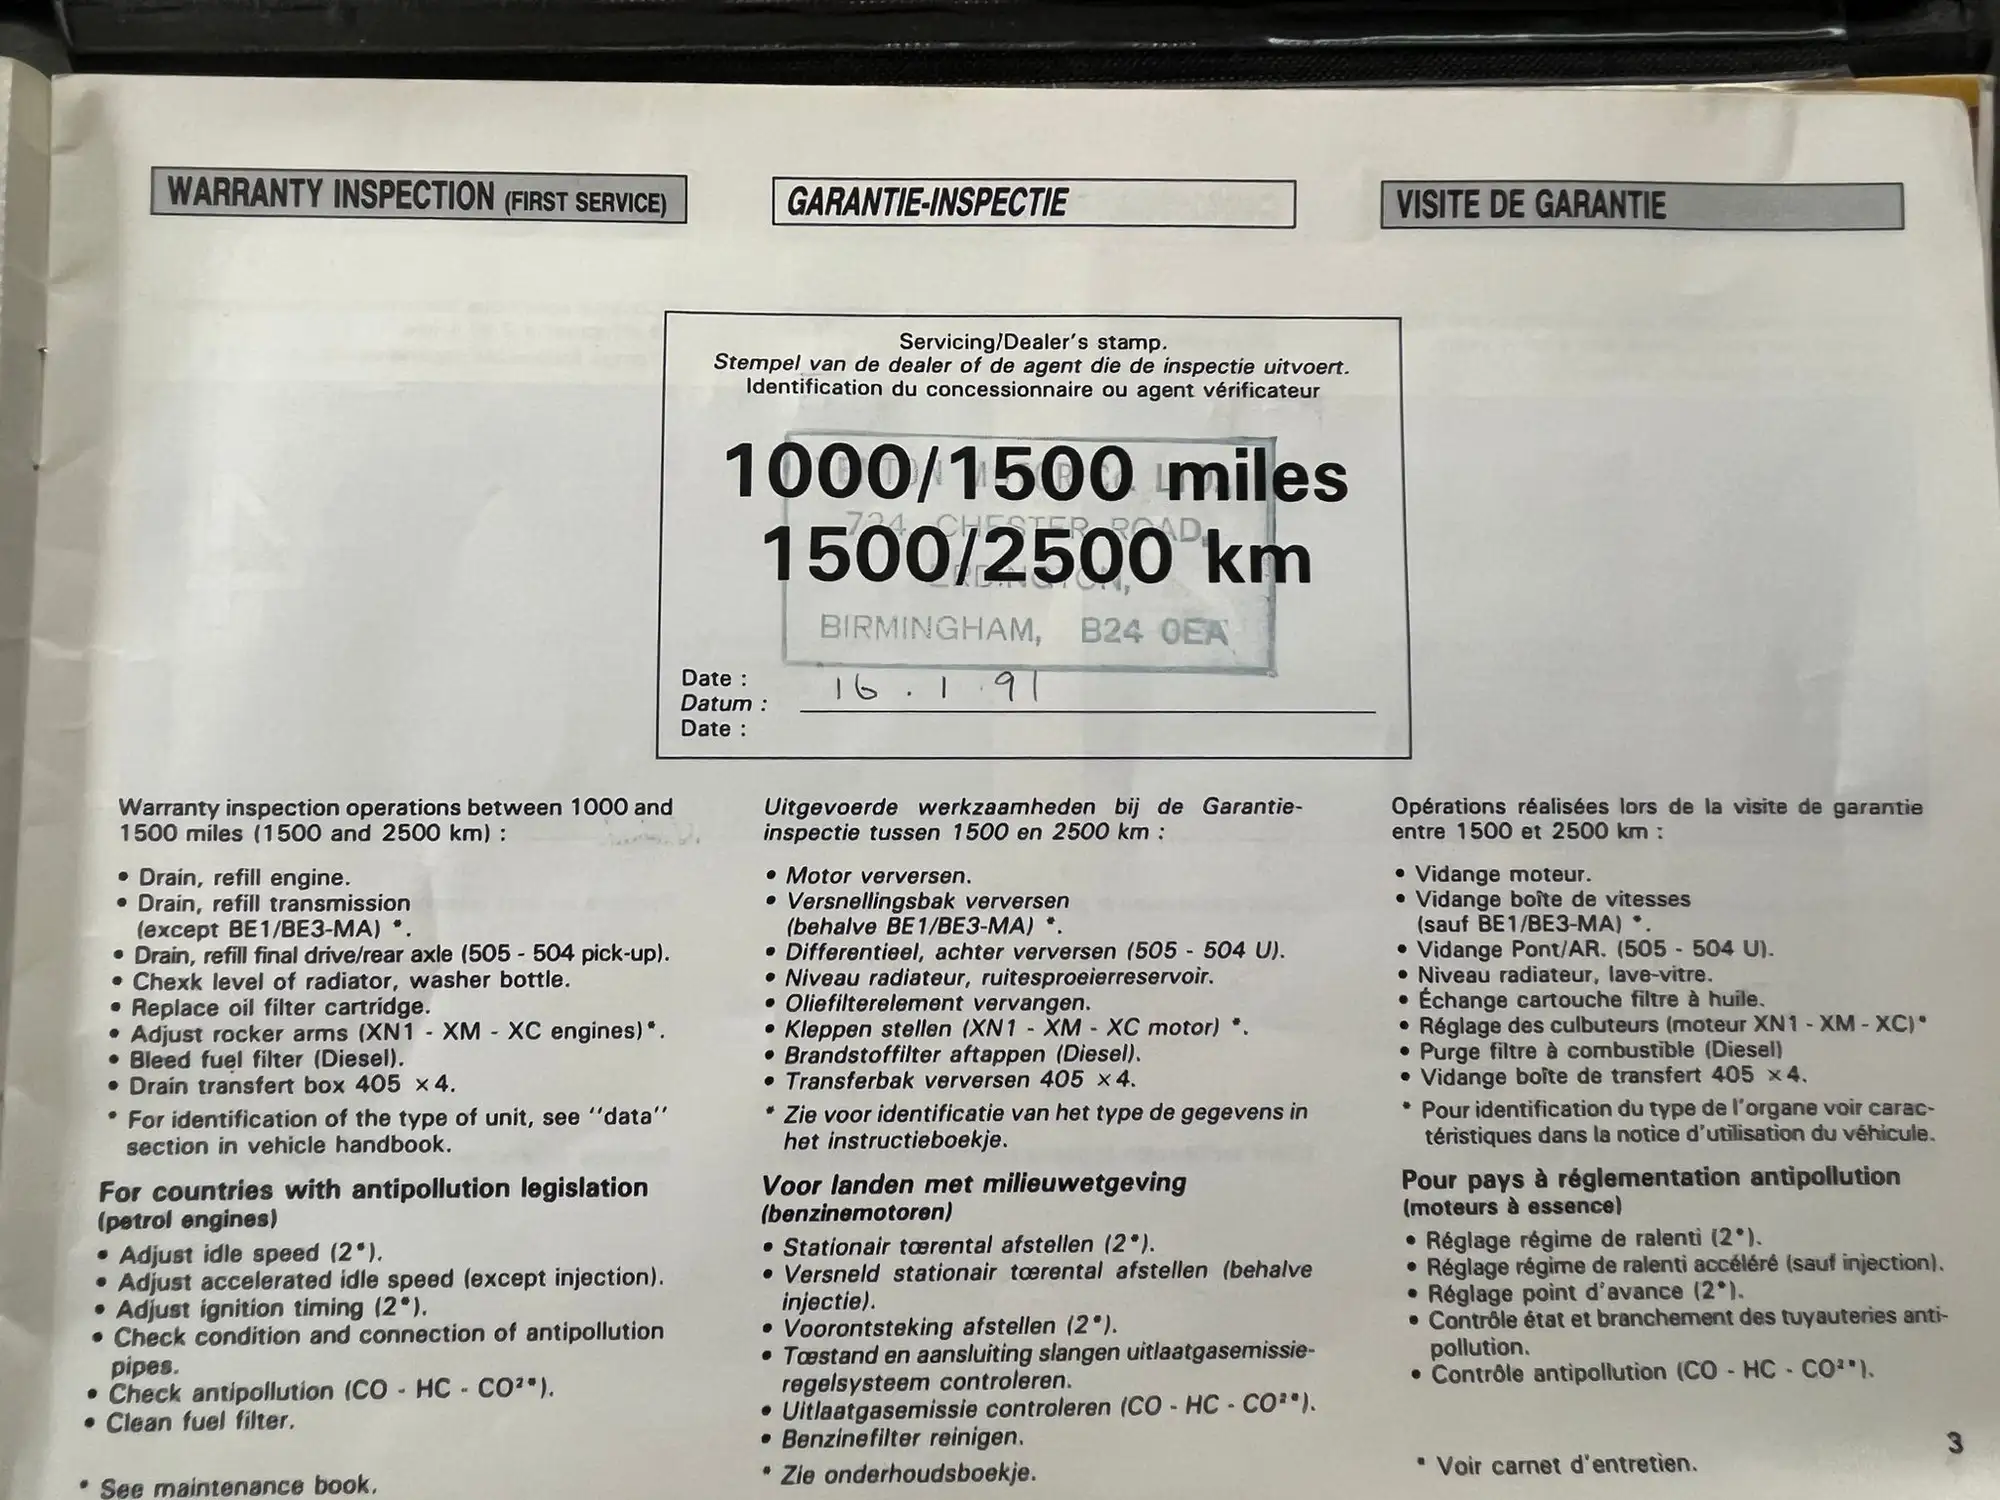 WARRANTY INSPECTION (FIRST SERVICE)
GARANTIE-INSPECTIE
VISITE DE GARANTIE
Servicing/Dealer's stamp.
Stempel van de dealer of de agent die de inspectie uitvoert.
Identification du concessionnaire ou agent vérificateur
1000/1500 miles
1500/2500 km
724 CHESTER ROAD,
ERDINGTON,
BIRMINGHAM, B24 0EA
Date : 16 . 1 . 91
Datum :
Date :
Warranty inspection operations between 1000 and
1500 miles (1500 and 2500 km) :
• Drain, refill engine.
• Drain, refill transmission
(except BE1/BE3-MA) *.
• Drain, refill final drive/rear axle (505 - 504 pick-up).
• Chexk level of radiator, washer bottle.
• Replace oil filter cartridge.
• Adjust rocker arms (XN1 - XM - XC engines)*.
• Bleed fuel filter (Diesel).
• Drain transfert box 405 ×4.
* For identification of the type of unit, see "data"
section in vehicle handbook.
For countries with antipollution legislation
(petrol engines)
• Adjust idle speed (2*).
• Adjust accelerated idle speed (except injection).
• Adjust ignition timing (2*).
• Check condition and connection of antipollution
pipes.
• Check antipollution (CO - HC - CO²*).
• Clean fuel filter.
* See maintenance book.
Uitgevoerde werkzaamheden bij de Garantie-
inspectie tussen 1500 en 2500 km :
• Motor verversen.
• Versnellingsbak verversen
(behalve BE1/BE3-MA) *.
• Differentieel, achter verversen (505 - 504 U).
• Niveau radiateur, ruitesproeierreservoir.
• Oliefilterelement vervangen.
• Kleppen stellen (XN1 - XM - XC motor) *.
• Brandstoffilter aftappen (Diesel).
• Transferbak verversen 405 ×4.
* Zie voor identificatie van het type de gegevens in
het instructieboekje.
Voor landen met milieuwetgeving
(benzinemotoren)
• Stationair tœrental afstellen (2*).
• Versneld stationair tœrental afstellen (behalve
injectie).
• Voorontsteking afstellen (2*).
• Tœstand en aansluiting slangen uitlaatgasemissie-
regelsysteem controleren.
• Uitlaatgasemissie controleren (CO - HC - CO²*).
• Benzinefilter reinigen.
* Zie onderhoudsboekje.
Opérations réalisées lors de la visite de garantie
entre 1500 et 2500 km :
• Vidange moteur.
• Vidange boîte de vitesses
(sauf BE1/BE3-MA) *.
• Vidange Pont/AR. (505 - 504 U).
• Niveau radiateur, lave-vitre.
• Échange cartouche filtre à huile.
• Réglage des culbuteurs (moteur XN1 - XM - XC)*
• Purge filtre à combustible (Diesel)
• Vidange boîte de transfert 405 ×4.
* Pour identification du type de l'organe voir carac-
téristiques dans la notice d'utilisation du véhicule.
Pour pays à réglementation antipollution
(moteurs à essence)
• Réglage régime de ralenti (2*).
• Réglage régime de ralenti accéléré (sauf injection).
• Réglage point d'avance (2*).
• Contrôle état et branchement des tuyauteries anti-
pollution.
• Contrôle antipollution (CO - HC - CO²*).
* Voir carnet d'entretien.
3